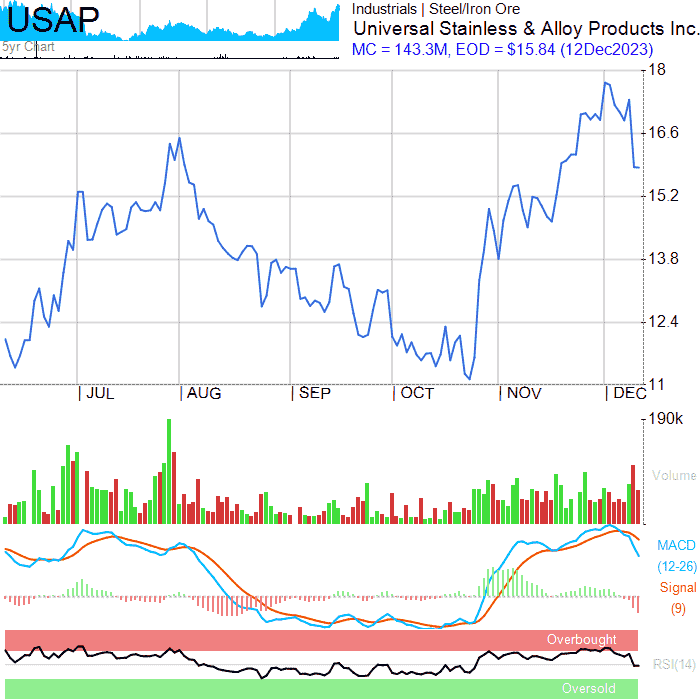 USAP
5yr Chart
Industrials | Steel/Iron Ore
Universal Stainless & Alloy Products Inc.
MC = 143.3M, EOD = $15.84 (12Dec2023)
18
16.6
15.2
13.8
12.4
11
| JUL | AUG | SEP | OCT | NOV | DEC
190k
Volume
MACD
(12-26)
Signal
(9)
Overbought
RSI(14)
Oversold